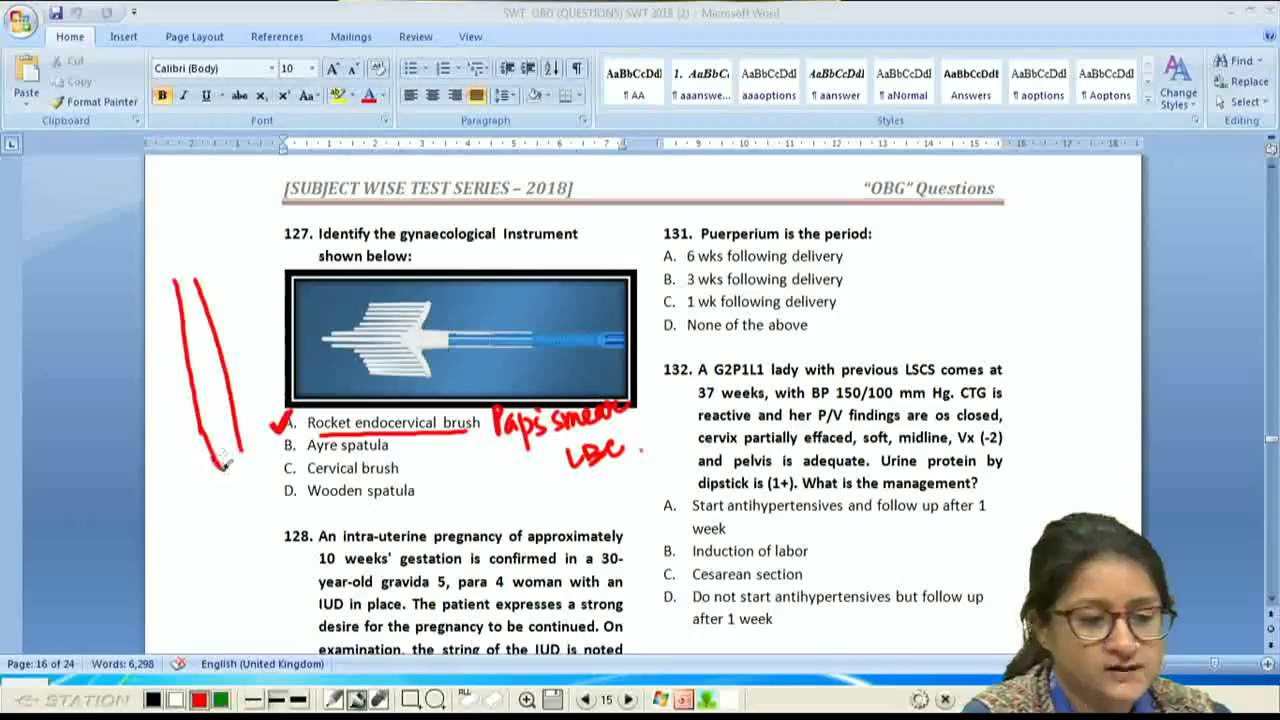 SWT OBG (QUESTIONS) SWT 2018 (2) - Microsoft Word
Home Insert Page Layout References Mailings Review View
Paste
Cut
Copy
Format Painter
Clipboard
Calibri (Body) 10
Font
Paragraph
AaBbCcDdl AaBbCc AaBbCcDdI AaBbCcDdI AaBbCcDdI AaBbCcDdt AaBbCcDdI AaBbCcDdI
¶ AA ¶ aaanswe... aaaoptions ¶ aanswer ¶ aNormal Answers ¶ aoptions ¶ Aoptons
Styles
Change Styles
Find
Replace
Select
Editing
[SUBJECT WISE TEST SERIES – 2018] “OBG” Questions
127. Identify the gynaecological Instrument
shown below:
A. Rocket endocervical brush
Pap's smear
LBC
B. Ayre spatula
C. Cervical brush
D. Wooden spatula
128. An intra-uterine pregnancy of approximately
10 weeks' gestation is confirmed in a 30-
year-old gravida 5, para 4 woman with an
IUD in place. The patient expresses a strong
desire for the pregnancy to be continued. On
examination, the string of the IUD is noted
131. Puerperium is the period:
A. 6 wks following delivery
B. 3 wks following delivery
C. 1 wk following delivery
D. None of the above
132. A G2P1L1 lady with previous LSCS comes at
37 weeks, with BP 150/100 mm Hg. CTG is
reactive and her P/V findings are os closed,
cervix partially effaced, soft, midline, Vx (-2)
and pelvis is adequate. Urine protein by
dipstick is (1+). What is the management?
A. Start antihypertensives and follow up after 1
week
B. Induction of labor
C. Cesarean section
D. Do not start antihypertensives but follow up
after 1 week
Page: 16 of 24 Words: 6,298 English (United Kingdom)
STATION 15